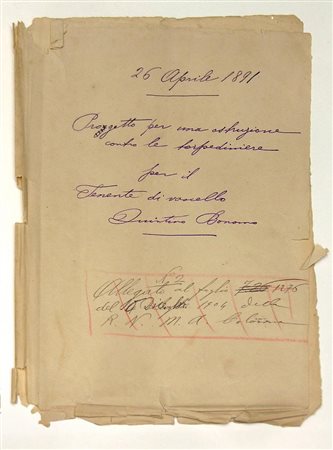 26 Aprile 1891
Progetto per una ostruzione
contro le torpediniere
per il
Tenente di vascello
Quintino Bonomo
Allegato al foglio 1276
del 1904 della
R. N. M. A.